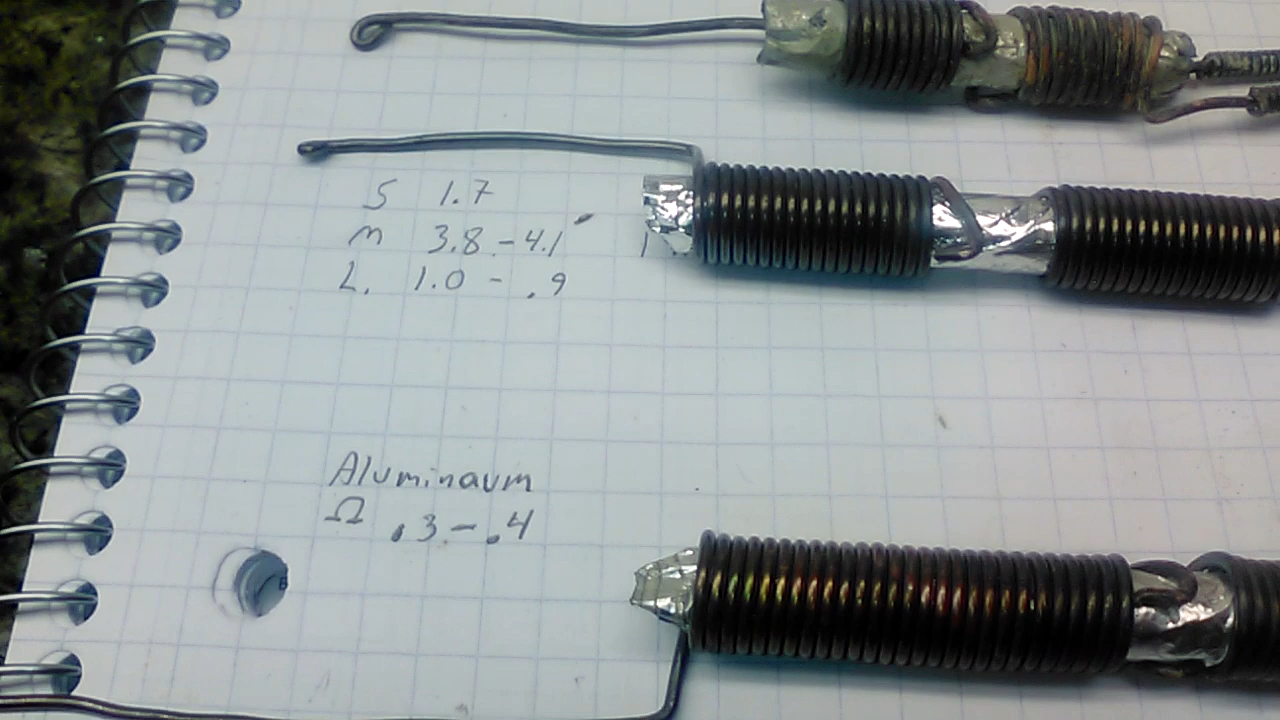 S 1.7
m 3.8 - 4.1
L. 1.0 - .9
Aluminaum
Ω .3 - .4